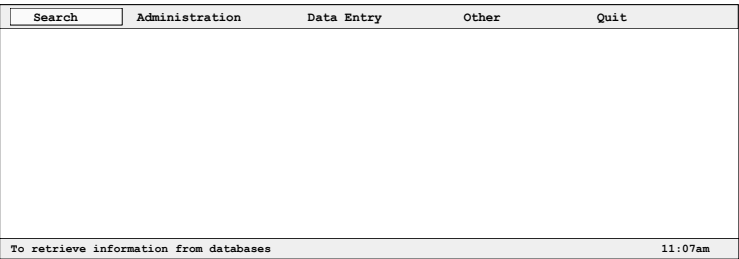 Search Administration Data Entry Other Quit
To retrieve information from databases 11:07am